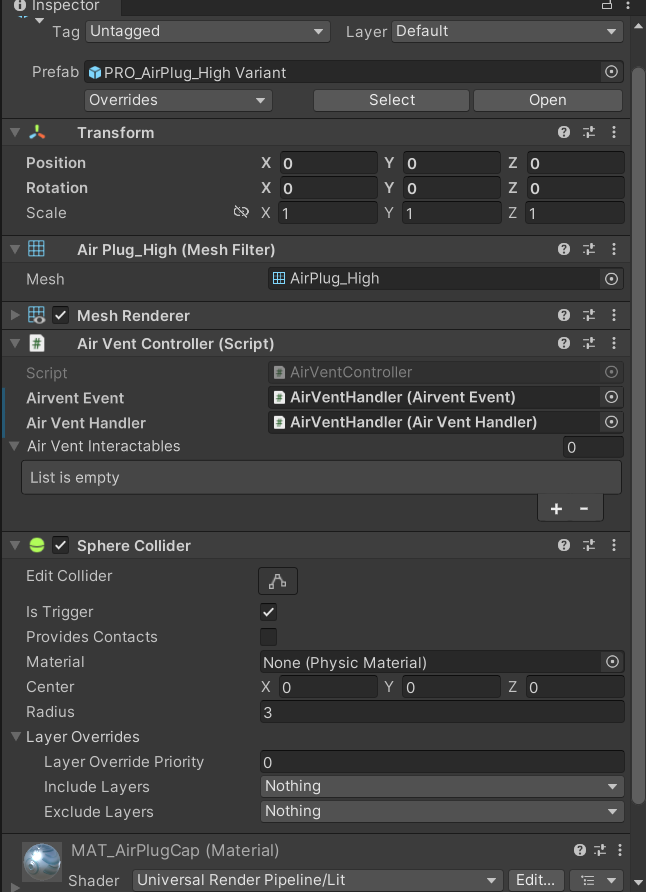 Inspector
Tag Untagged Layer Default
Prefab PRO_AirPlug_High Variant
Overrides Select Open
Transform
Position X 0 Y 0 Z 0
Rotation X 0 Y 0 Z 0
Scale X 1 Y 1 Z 1
Air Plug_High (Mesh Filter)
Mesh AirPlug_High
Mesh Renderer
# Air Vent Controller (Script)
Script # AirVentController
Airvent Event # AirVentHandler (Airvent Event)
Air Vent Handler # AirVentHandler (Air Vent Handler)
Air Vent Interactables 0
List is empty
+ -
Sphere Collider
Edit Collider
Is Trigger
Provides Contacts
Material None (Physic Material)
Center X 0 Y 0 Z 0
Radius 3
Layer Overrides
Layer Override Priority 0
Include Layers Nothing
Exclude Layers Nothing
MAT_AirPlugCap (Material)
Shader Universal Render Pipeline/Lit Edit...